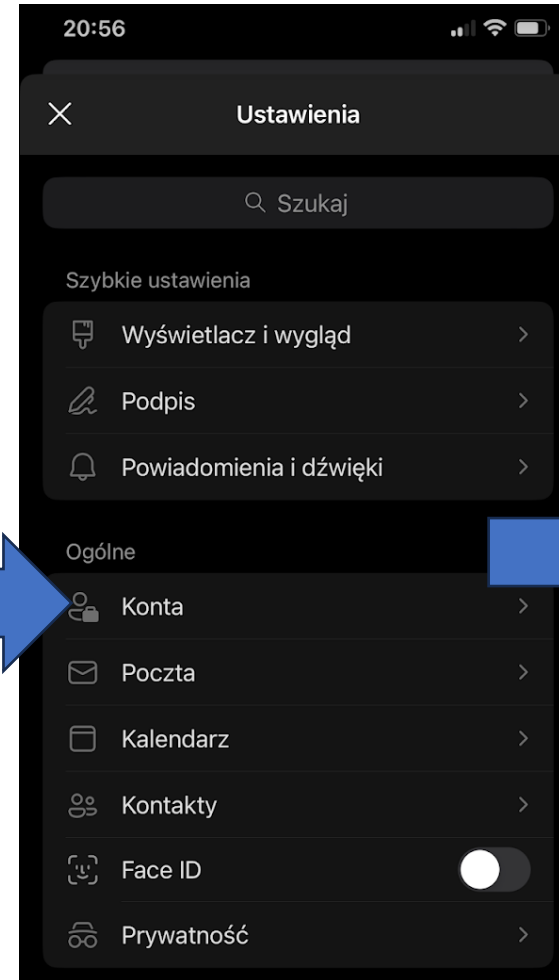 20:56
Ustawienia
Szukaj
Szybkie ustawienia
Wyświetlacz i wygląd
Podpis
Powiadomienia i dźwięki
Ogólne
Konta
Poczta
Kalendarz
Kontakty
Face ID
Prywatność